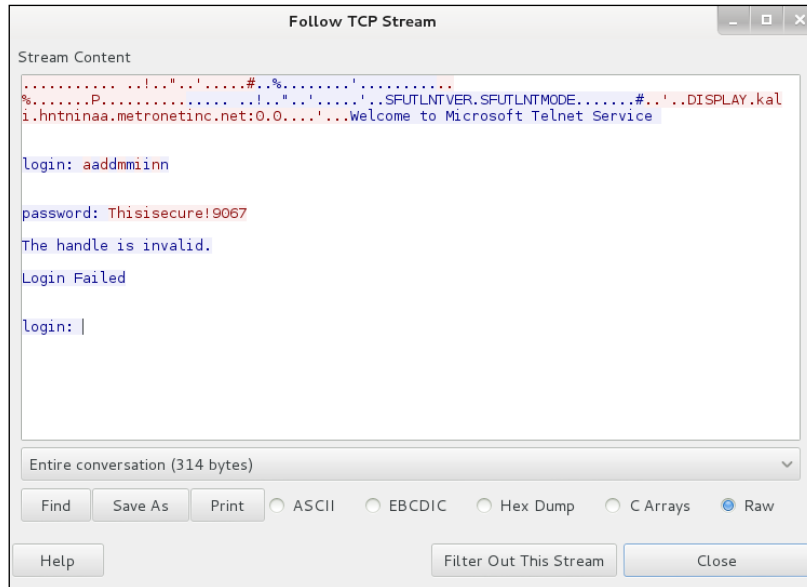 Follow TCP Stream
Stream Content
........... ..!.."..'.....#..%........'............
%.......P................. ..!.."..'.....'..SFUTLNTVER.SFUTLNTMODE.......#..'..DISPLAY.kal
i.hntninaa.metronetinc.net:0.0....'...Welcome to Microsoft Telnet Service
login: aaddmmiinn
password: Thisisecure!9067
The handle is invalid.
Login Failed
login:
Entire conversation (314 bytes)
Find Save As Print ASCII EBCDIC Hex Dump C Arrays Raw
Help Filter Out This Stream Close